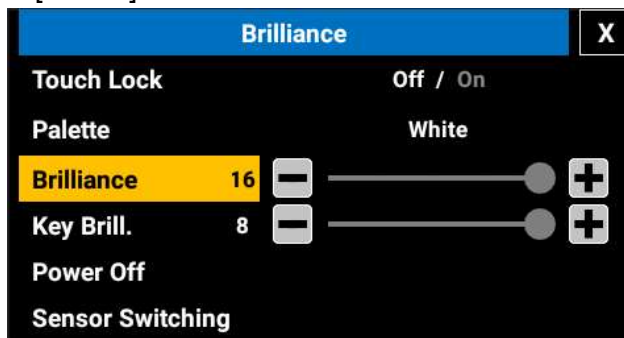 Brilliance X
Touch Lock Off / On
Palette White
Brilliance 16
Key Brill. 8
Power Off
Sensor Switching